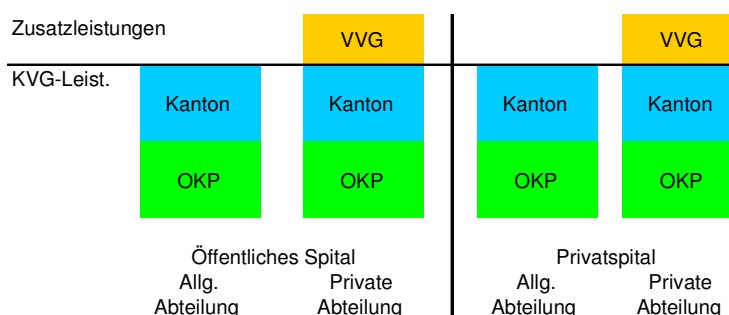 Zusatzleistungen
VVG
VVG
KVG-Leist.
Kanton
Kanton
Kanton
Kanton
OKP
OKP
OKP
OKP
Öffentliches Spital
Privatspital
Allg.
Private
Allg.
Private
Abteilung
Abteilung
Abteilung
Abteilung